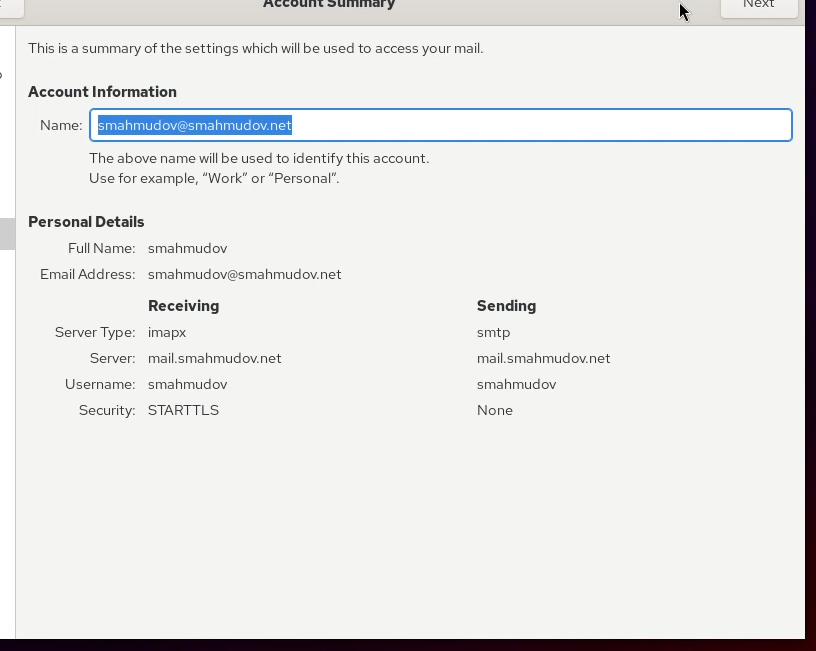 Account Summary
Next
This is a summary of the settings which will be used to access your mail.
Account Information
Name: smahmudov@smahmudov.net
The above name will be used to identify this account.
Use for example, “Work” or “Personal”.
Personal Details
Full Name: smahmudov
Email Address: smahmudov@smahmudov.net
Receiving Sending
Server Type: imapx smtp
Server: mail.smahmudov.net mail.smahmudov.net
Username: smahmudov smahmudov
Security: STARTTLS None